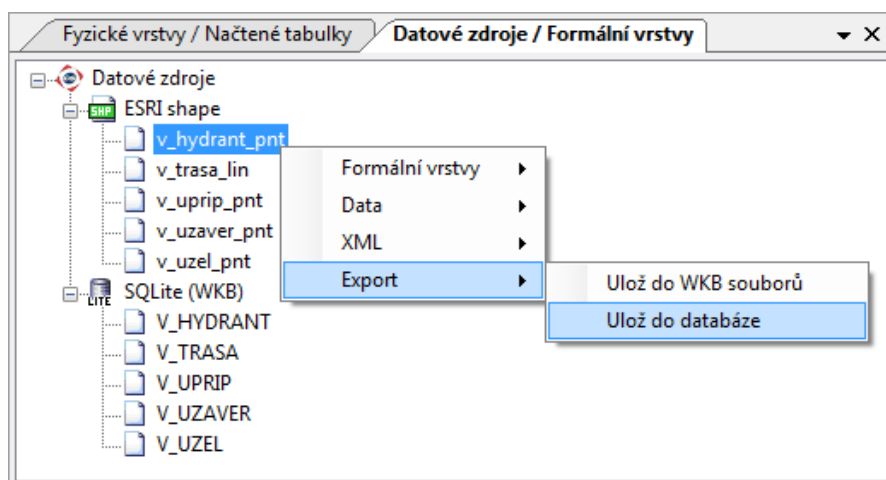 Fyzické vrstvy / Načtené tabulky
Datové zdroje / Formální vrstvy
Datové zdroje
SHP ESRI shape
v_hydrant_pnt
v_trasa_lin
v_uprip_pnt
v_uzaver_pnt
v_uzel_pnt
LITE SQLite (WKB)
V_HYDRANT
V_TRASA
V_UPRIP
V_UZAVER
V_UZEL
Formální vrstvy
Data
XML
Export
Ulož do WKB souborů
Ulož do databáze